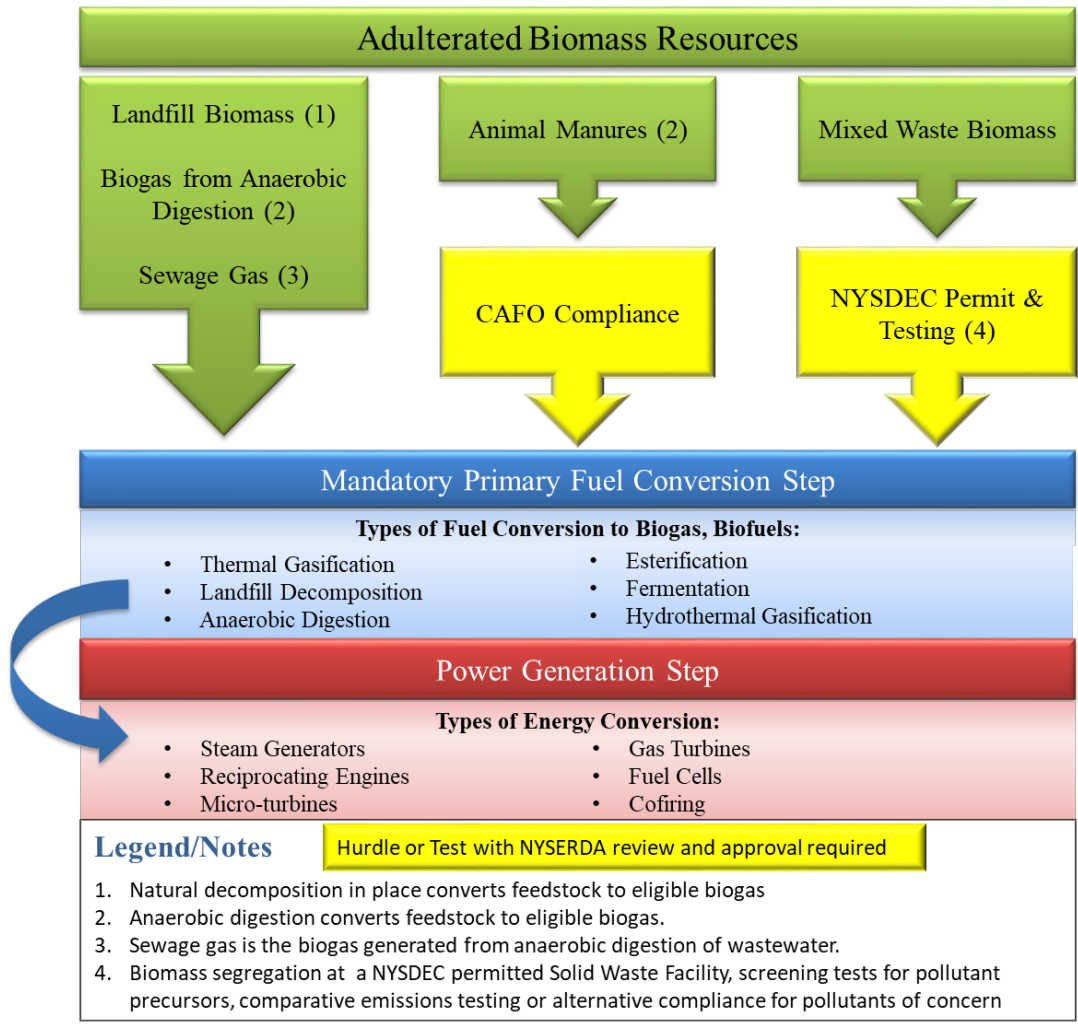 Adulterated Biomass Resources
Landfill Biomass (1)
Biogas from Anaerobic
Digestion (2)
Sewage Gas (3)
Animal Manures (2)
Mixed Waste Biomass
CAFO Compliance
NYSDEC Permit &
Testing (4)
Mandatory Primary Fuel Conversion Step
Types of Fuel Conversion to Biogas, Biofuels:
• Thermal Gasification
• Landfill Decomposition
• Anaerobic Digestion
• Esterification
• Fermentation
• Hydrothermal Gasification
Power Generation Step
Types of Energy Conversion:
• Steam Generators
• Reciprocating Engines
• Micro-turbines
• Gas Turbines
• Fuel Cells
• Cofiring
Legend/Notes
Hurdle or Test with NYSERDA review and approval required
1. Natural decomposition in place converts feedstock to eligible biogas
2. Anaerobic digestion converts feedstock to eligible biogas.
3. Sewage gas is the biogas generated from anaerobic digestion of wastewater.
4. Biomass segregation at a NYSDEC permitted Solid Waste Facility, screening tests for pollutant
precursors, comparative emissions testing or alternative compliance for pollutants of concern